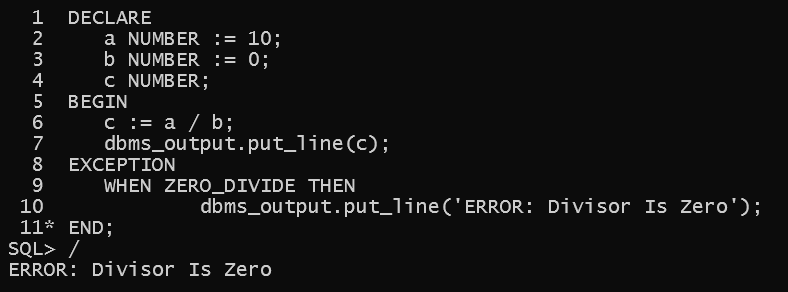 1  DECLARE
  2     a NUMBER := 10;
  3     b NUMBER := 0;
  4     c NUMBER;
  5  BEGIN
  6     c := a / b;
  7     dbms_output.put_line(c);
  8  EXCEPTION
  9     WHEN ZERO_DIVIDE THEN
 10             dbms_output.put_line('ERROR: Divisor Is Zero');
 11* END;
SQL> /
ERROR: Divisor Is Zero